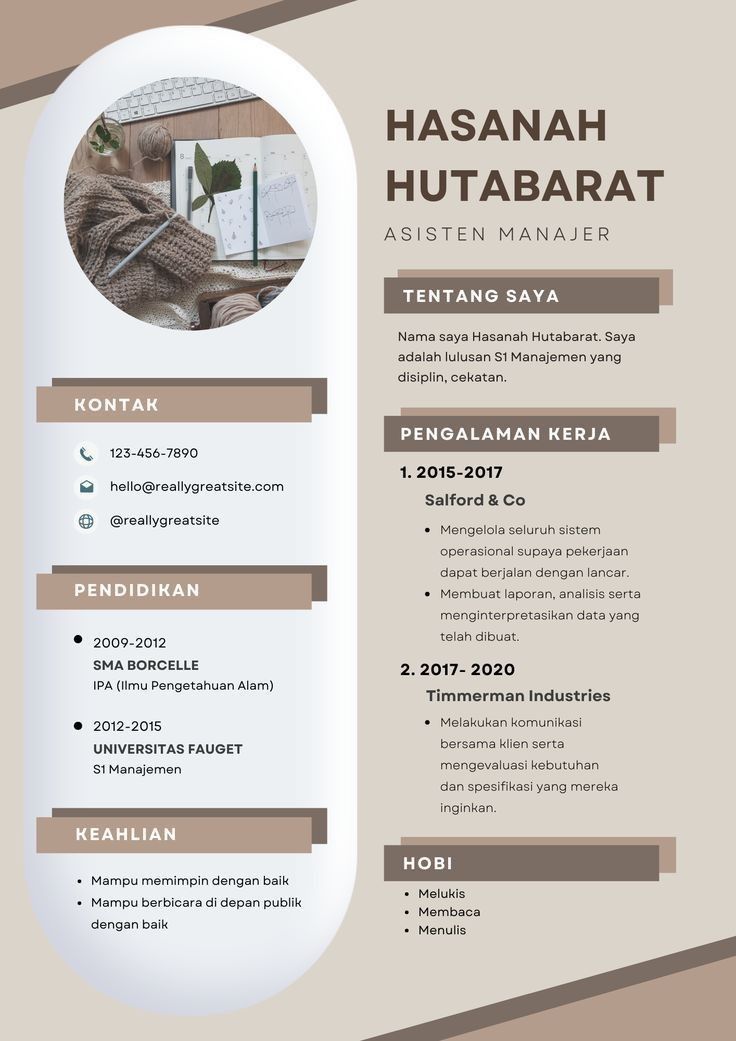 HASANAH
HUTABARAT
ASISTEN MANAJER
KONTAK
123-456-7890
hello@reallygreatsite.com
@reallygreatsite
PENDIDIKAN
2009-2012
SMA BORCELLE
IPA (Ilmu Pengetahuan Alam)
2012-2015
UNIVERSITAS FAUGET
S1 Manajemen
KEAHLIAN
• Mampu memimpin dengan baik
• Mampu berbicara di depan publik
dengan baik
TENTANG SAYA
Nama saya Hasanah Hutabarat. Saya
adalah lulusan S1 Manajemen yang
disiplin, cekatan.
PENGALAMAN KERJA
1. 2015-2017
Salford & Co
• Mengelola seluruh sistem
operasional supaya pekerjaan
dapat berjalan dengan lancar.
• Membuat laporan, analisis serta
menginterpretasikan data yang
telah dibuat.
2. 2017- 2020
Timmerman Industries
• Melakukan komunikasi
bersama klien serta
mengevaluasi kebutuhan
dan spesifikasi yang mereka
inginkan.
HOBI
• Melukis
• Membaca
• Menulis